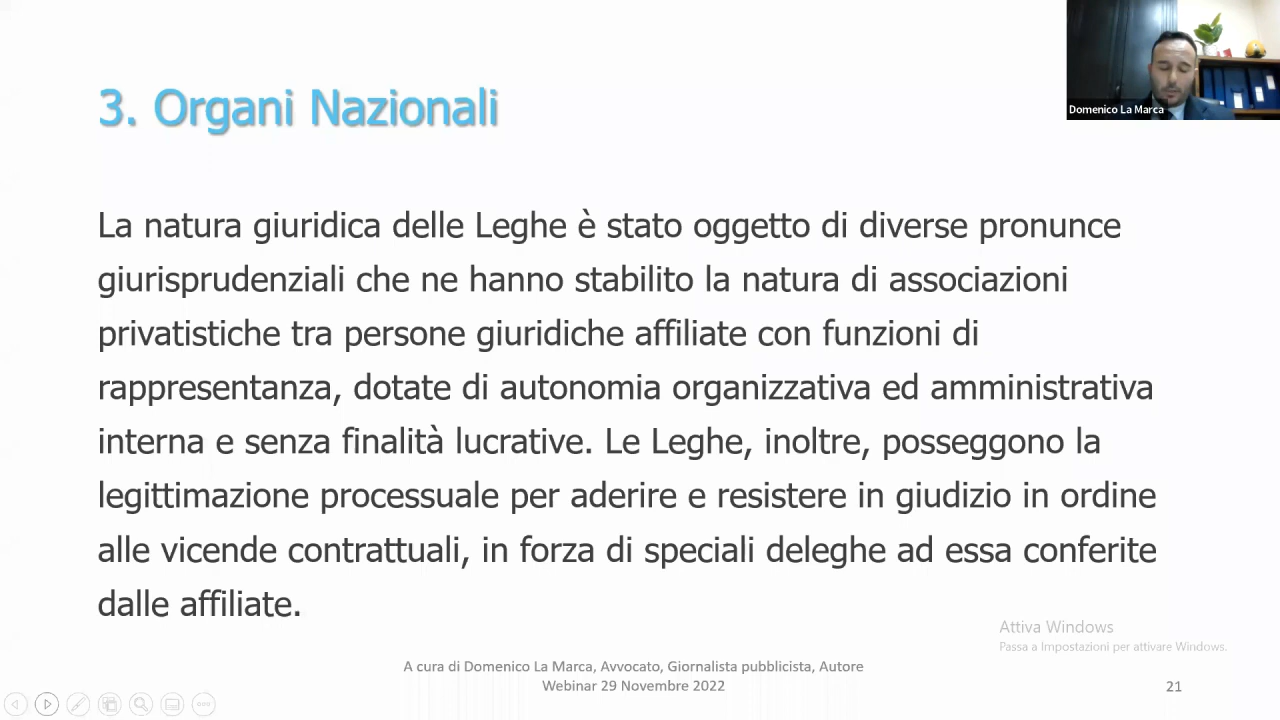 Domenico La Marca
3. Organi Nazionali
La natura giuridica delle Leghe è stato oggetto di diverse pronunce
giurisprudenziali che ne hanno stabilito la natura di associazioni
privatistiche tra persone giuridiche affiliate con funzioni di
rappresentanza, dotate di autonomia organizzativa ed amministrativa
interna e senza finalità lucrative. Le Leghe, inoltre, posseggono la
legittimazione processuale per aderire e resistere in giudizio in ordine
alle vicende contrattuali, in forza di speciali deleghe ad essa conferite
dalle affiliate.
Attiva Windows
Passa a Impostazioni per attivare Windows.
A cura di Domenico La Marca, Avvocato, Giornalista pubblicista, Autore
Webinar 29 Novembre 2022
21